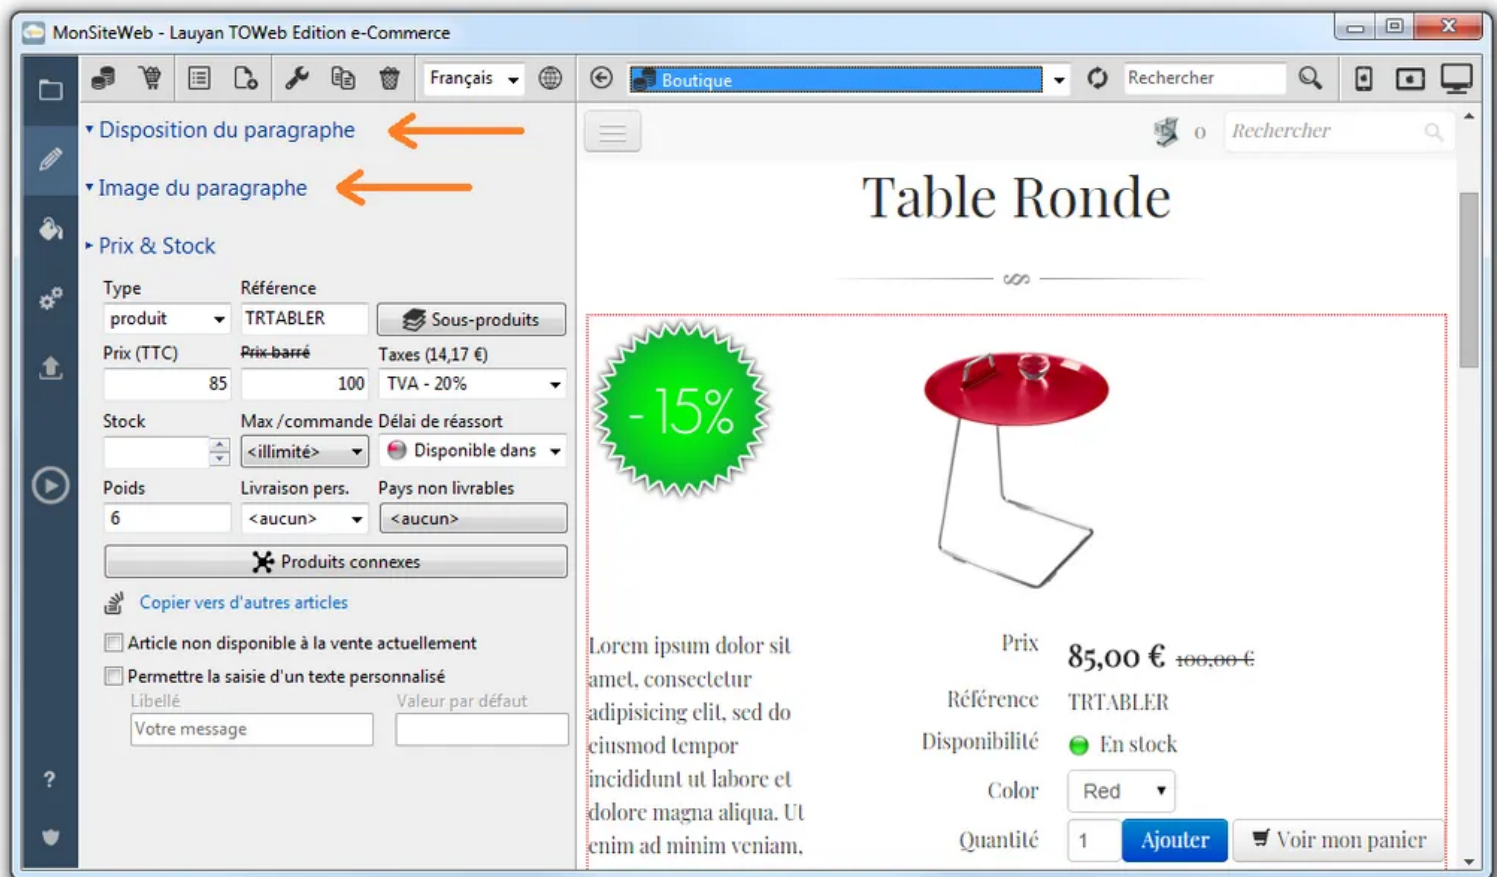 MonSiteWeb - Lauyan TOWeb Edition e-Commerce
Français
Boutique
Rechercher
Disposition du paragraphe
Image du paragraphe
Prix & Stock
Type
Référence
produit
TRTABLER
Sous-produits
Prix (TTC)
Prix barré
Taxes (14,17 €)
85
100
TVA - 20%
Stock
Max /commande
Délai de réassort
<illimité>
Disponible dans
Poids
Livraison pers.
Pays non livrables
6
<aucun>
<aucun>
Produits connexes
Copier vers d'autres articles
Article non disponible à la vente actuellement
Permettre la saisie d'un texte personnalisé
Libellé
Valeur par défaut
Votre message
?
0
Rechercher
Table Ronde
-15%
Lorem ipsum dolor sit
amet, consectetur
adipisicing elit, sed do
eiusmod tempor
incididunt ut labore et
dolore magna aliqua. Ut
enim ad minim veniam,
Prix
85,00 € 100,00 €
Référence
TRTABLER
Disponibilité
En stock
Color
Red
Quantité
1
Ajouter
Voir mon panier